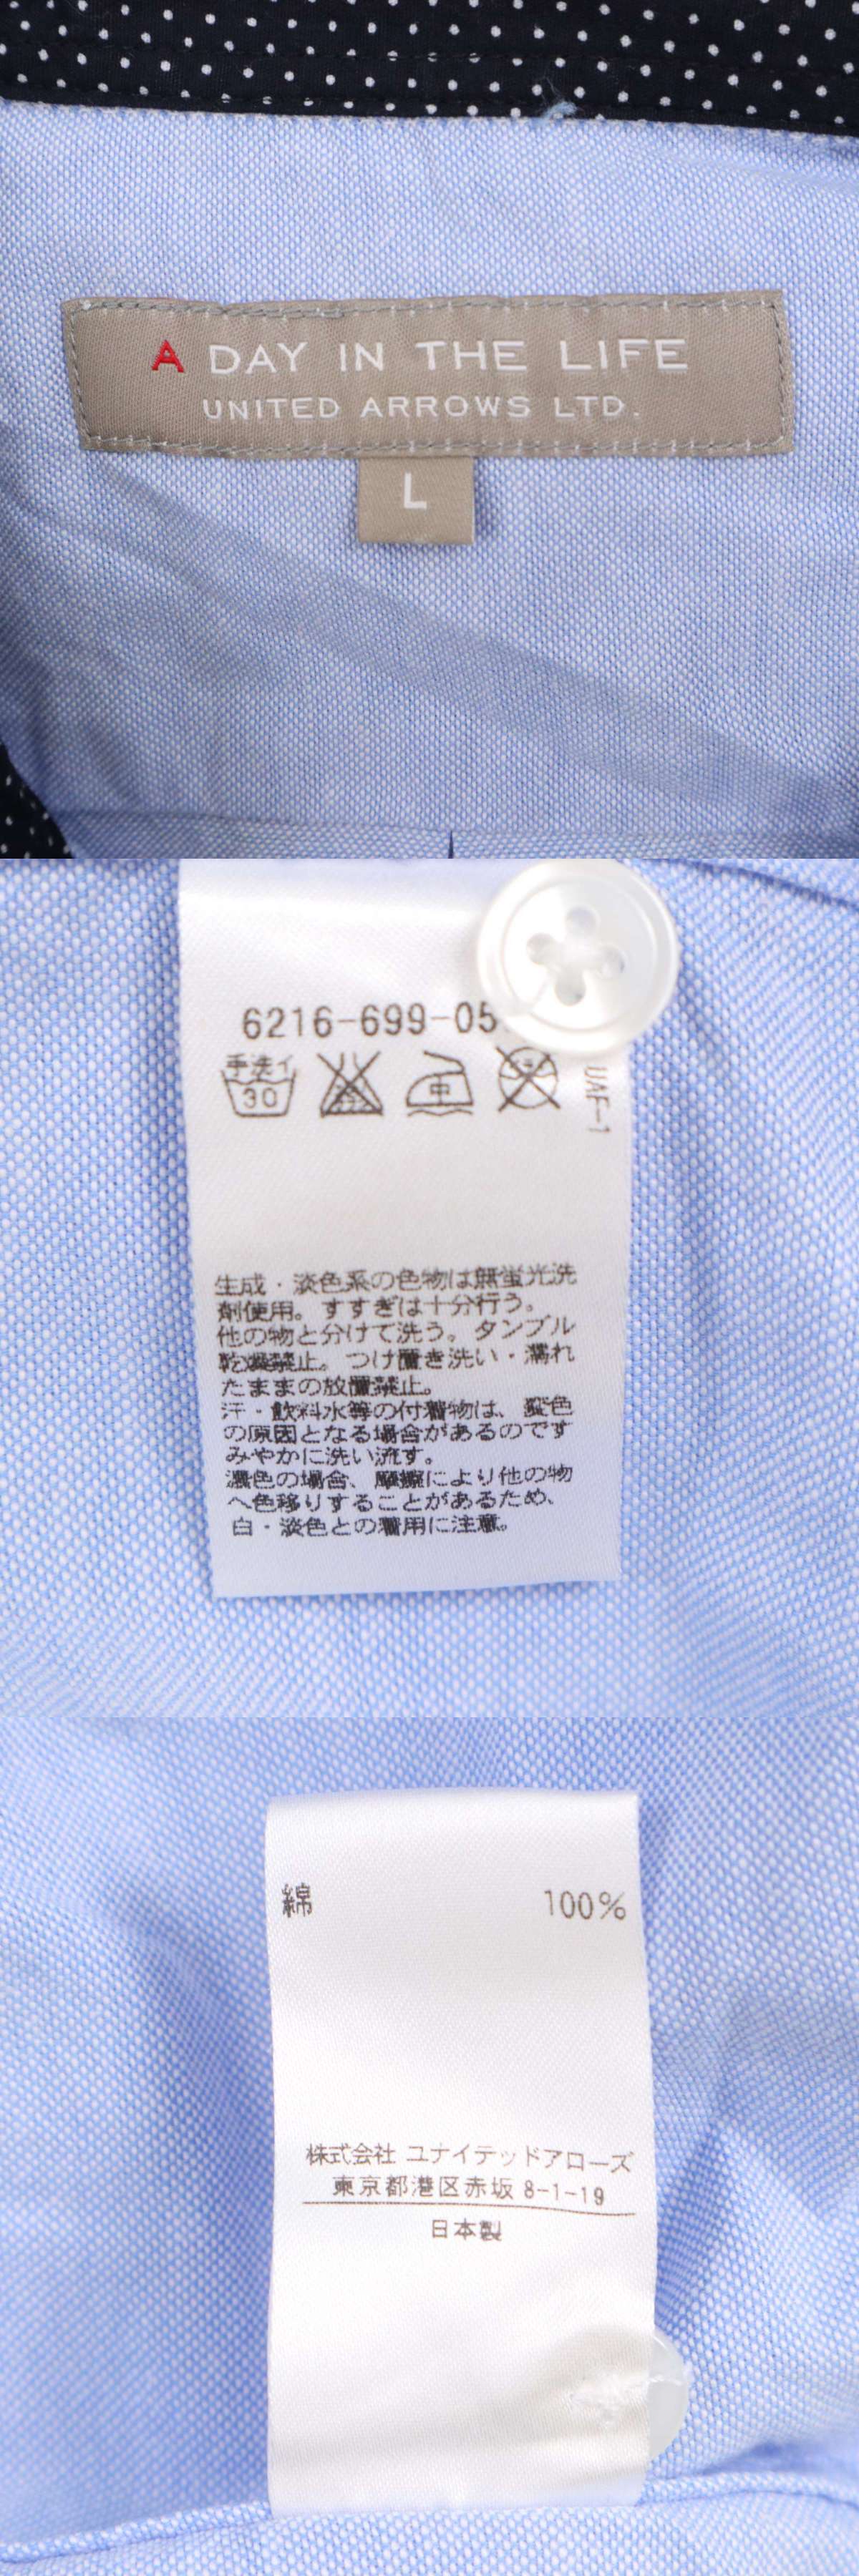 A DAY IN THE LIFE
UNITED ARROWS LTD.
L
6216-699-05
手洗イ
30
中
UAF-1
生成・淡色系の色物は無蛍光洗
剤使用。すすぎは十分行う。
他の物と分けて洗う。タンブル
乾燥禁止。つけ置き洗い・濡れ
たままの放置禁止。
汗・飲料水等の付着物は、変色
の原因となる場合があるのです
みやかに洗い流す。
濃色の場合、摩擦により他の物
へ色移りすることがあるため、
白・淡色との着用に注意。
綿 100%
株式会社 ユナイテッドアローズ
東京都港区赤坂 8-1-19
日本製